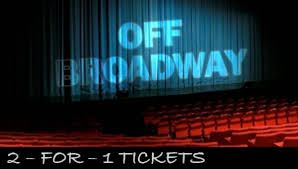 OFF
BROADWAY
2 – FOR – 1 TICKETS